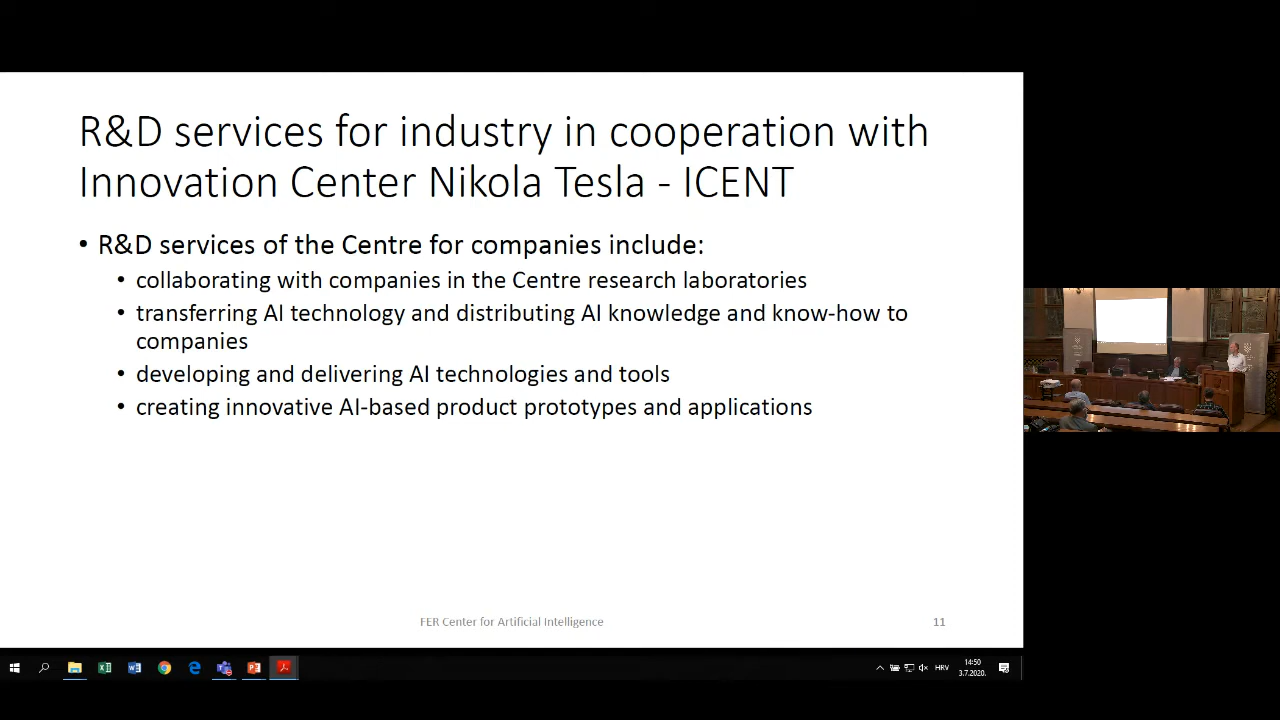 R&D services for industry in cooperation with
Innovation Center Nikola Tesla - ICENT
• R&D services of the Centre for companies include:
• collaborating with companies in the Centre research laboratories
• transferring AI technology and distributing AI knowledge and know-how to
companies
• developing and delivering AI technologies and tools
• creating innovative AI-based product prototypes and applications
FER Center for Artificial Intelligence
11
HRV
14:50
3.7.2020.